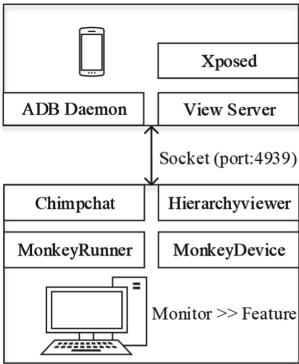 Xposed
ADB Daemon View Server
Socket (port:4939)
Chimpchat Hierarchyviewer
MonkeyRunner MonkeyDevice
Monitor >> Feature